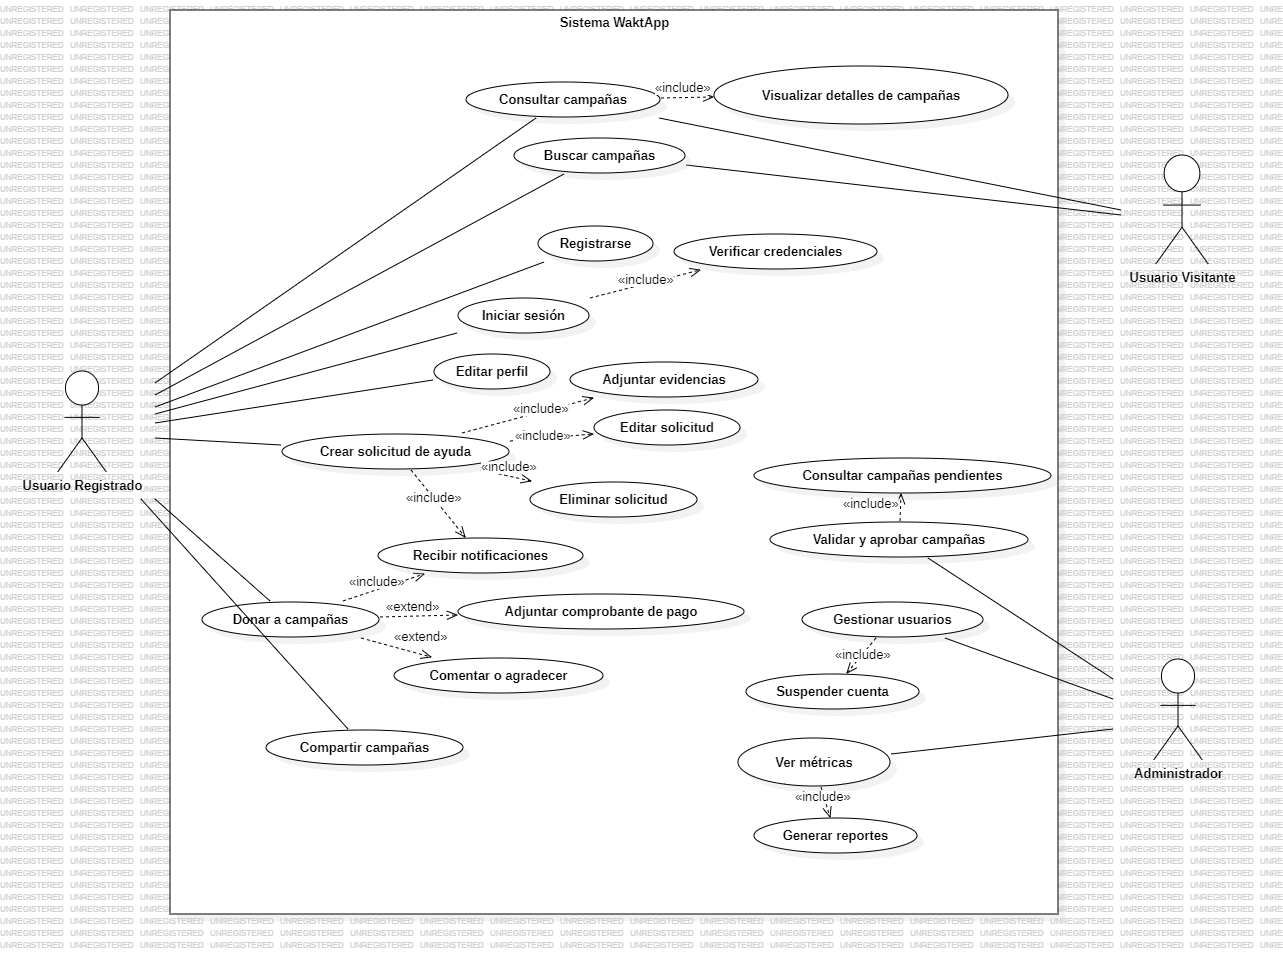 Sistema WaktApp
Consultar campañas
«include»
Visualizar detalles de campañas
Buscar campañas
Usuario Visitante
Registrarse
Verificar credenciales
«include»
Iniciar sesión
Editar perfil
Adjuntar evidencias
«include»
Editar solicitud
«include»
Crear solicitud de ayuda
«include»
Eliminar solicitud
«include»
Usuario Registrado
Consultar campañas pendientes
«include»
Validar y aprobar campañas
Recibir notificaciones
«include»
Donar a campañas
«extend»
Adjuntar comprobante de pago
«extend»
Comentar o agradecer
Gestionar usuarios
«include»
Suspender cuenta
Compartir campañas
Ver métricas
«include»
Generar reportes
Administrador
UNREGISTERED